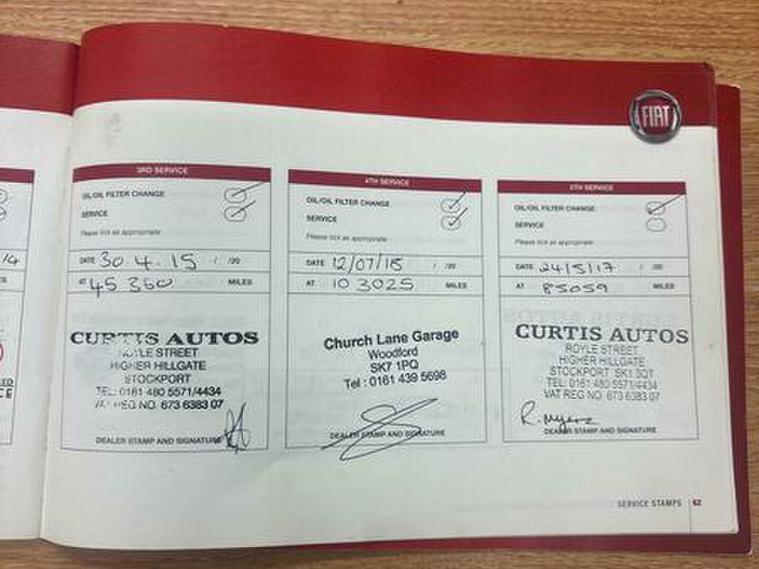 FIAT
3RD SERVICE
OIL/OIL FILTER CHANGE
SERVICE
Please tick as appropriate
DATE 30.4.15 / /20
AT 45360 MILES
CURTIS AUTOS
ROYLE STREET
HIGHER HILLGATE
STOCKPORT
TEL: 0161 480 5571/4434
VAT REG NO. 673 6383 07
DEALER STAMP AND SIGNATURE
4TH SERVICE
OIL/OIL FILTER CHANGE
SERVICE
Please tick as appropriate
DATE 12/07/16 / /20
AT 103025 MILES
Church Lane Garage
Woodford
SK7 1PQ
Tel : 0161 439 5698
DEALER STAMP AND SIGNATURE
5TH SERVICE
OIL/OIL FILTER CHANGE
SERVICE
Please tick as appropriate
DATE 24/5/17 / /20
AT 85059 MILES
CURTIS AUTOS
ROYLE STREET
HIGHER HILLGATE
STOCKPORT SK1 3QT
TEL: 0161 480 5571/4434
VAT REG NO. 673 6383 07
R. Myers
DEALER STAMP AND SIGNATURE
SERVICE STAMPS 62